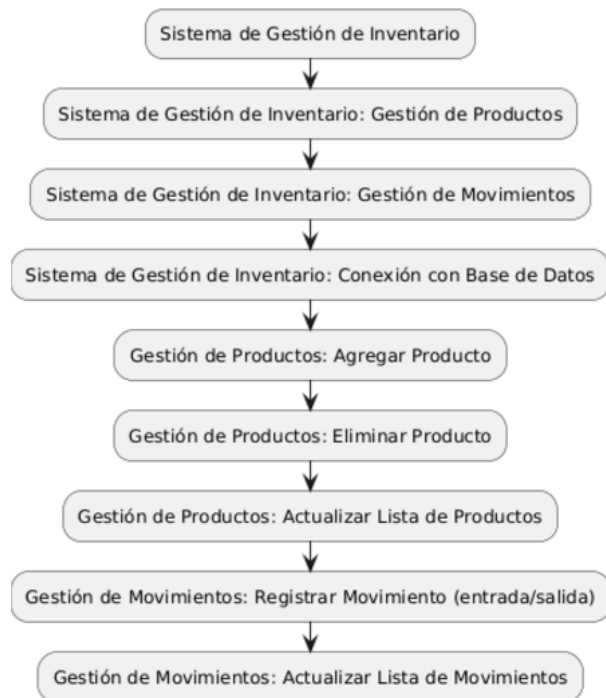 Sistema de Gestión de Inventario
Sistema de Gestión de Inventario: Gestión de Productos
Sistema de Gestión de Inventario: Gestión de Movimientos
Sistema de Gestión de Inventario: Conexión con Base de Datos
Gestión de Productos: Agregar Producto
Gestión de Productos: Eliminar Producto
Gestión de Productos: Actualizar Lista de Productos
Gestión de Movimientos: Registrar Movimiento (entrada/salida)
Gestión de Movimientos: Actualizar Lista de Movimientos